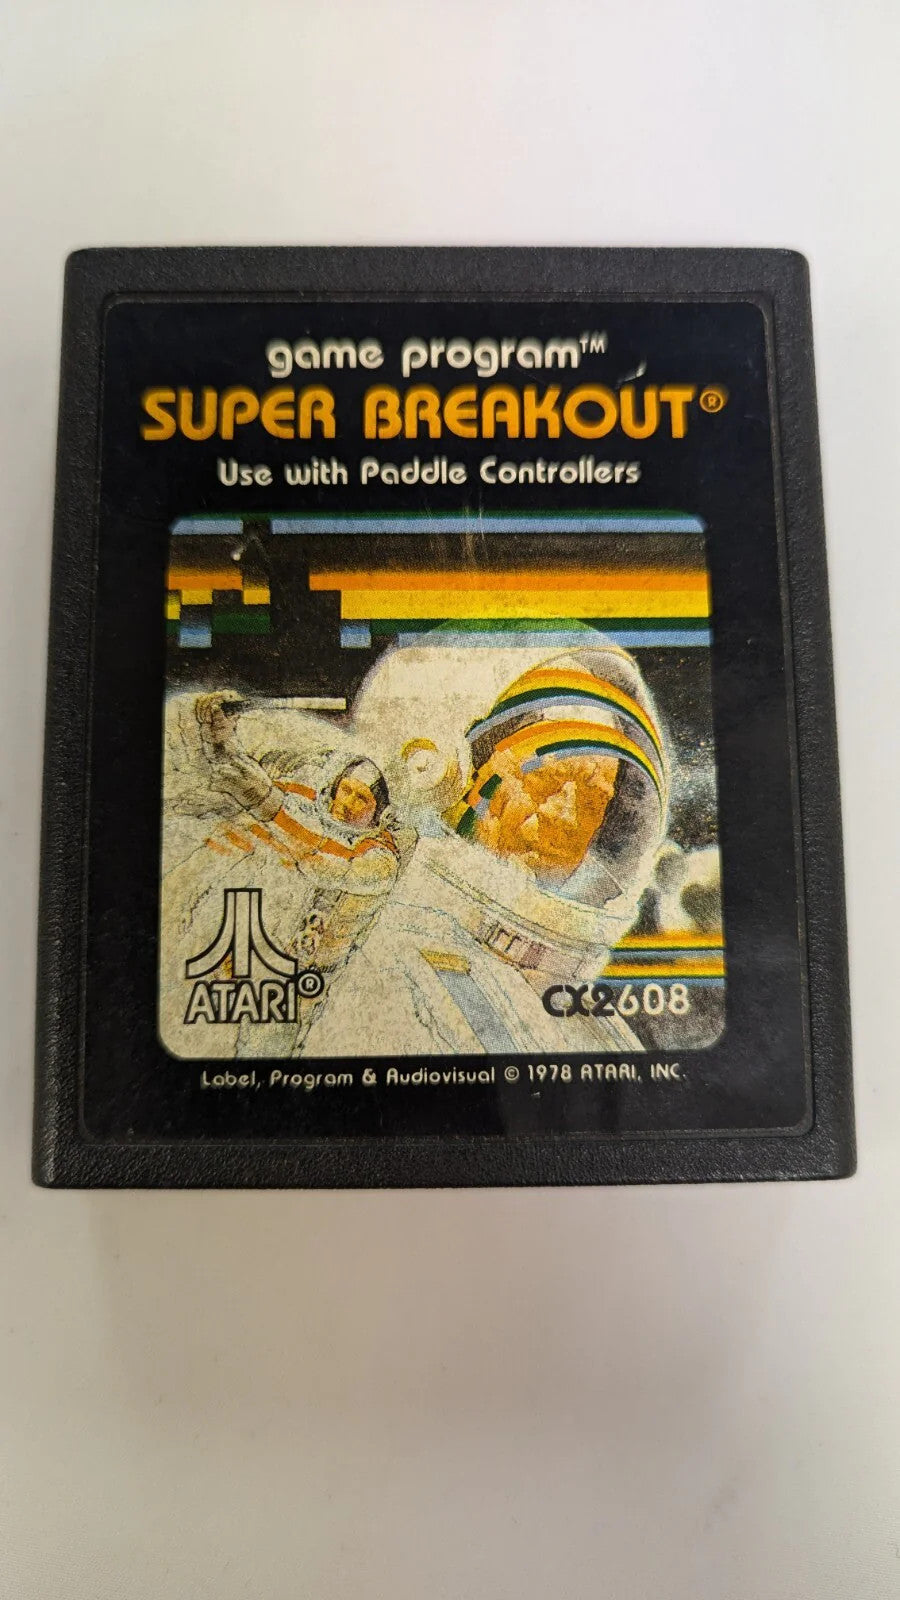 game program™
SUPER BREAKOUT®
Use with Paddle Controllers
ATARI®
CX2608
Label, Program & Audiovisual © 1978 ATARI, INC.